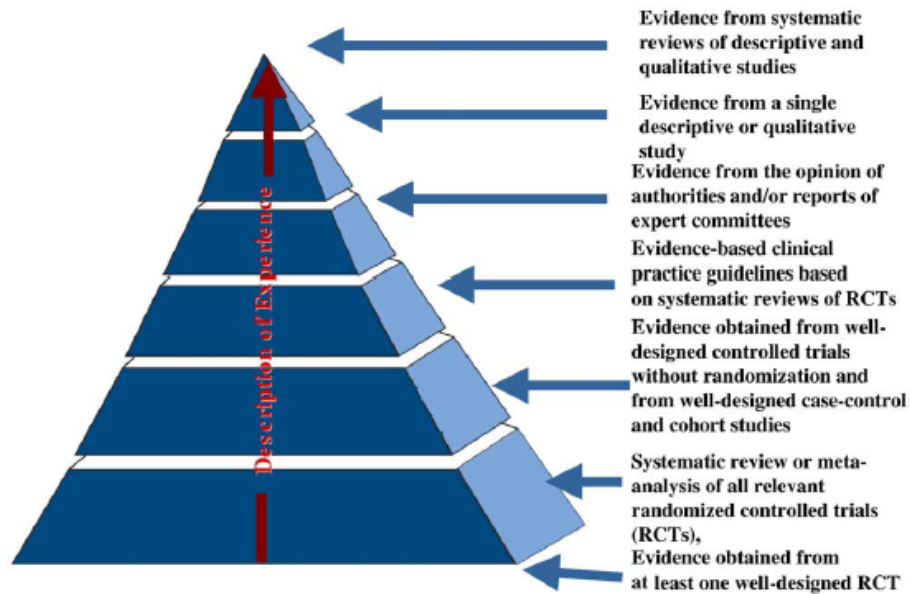 Evidence from systematic
reviews of descriptive and
qualitative studies
Evidence from a single
descriptive or qualitative
study
Evidence from the opinion of
authorities and/or reports of
expert committees
Evidence-based clinical
practice guidelines based
on systematic reviews of RCTs
Evidence obtained from well-
designed controlled trials
without randomization and
from well-designed case-control
and cohort studies
Systematic review or meta-
analysis of all relevant
randomized controlled trials
(RCTs),
Evidence obtained from
at least one well-designed RCT
Description of Experience